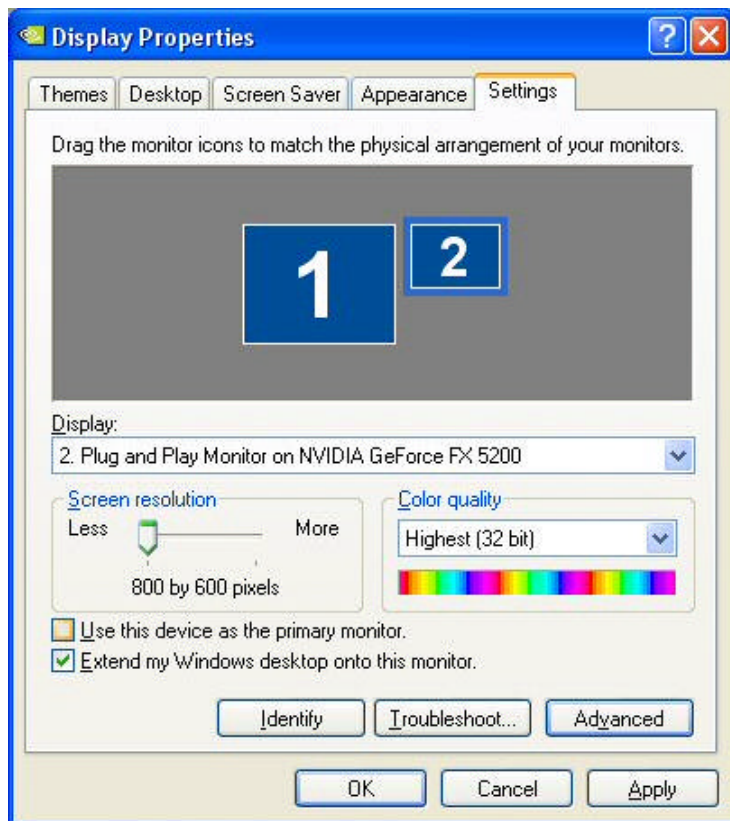 Display Properties
Themes Desktop Screen Saver Appearance Settings
Drag the monitor icons to match the physical arrangement of your monitors.
1 2
Display:
2. Plug and Play Monitor on NVIDIA GeForce FX 5200
Screen resolution Color quality
Less More Highest (32 bit)
800 by 600 pixels
Use this device as the primary monitor.
Extend my Windows desktop onto this monitor.
Identify Troubleshoot... Advanced
OK Cancel Apply